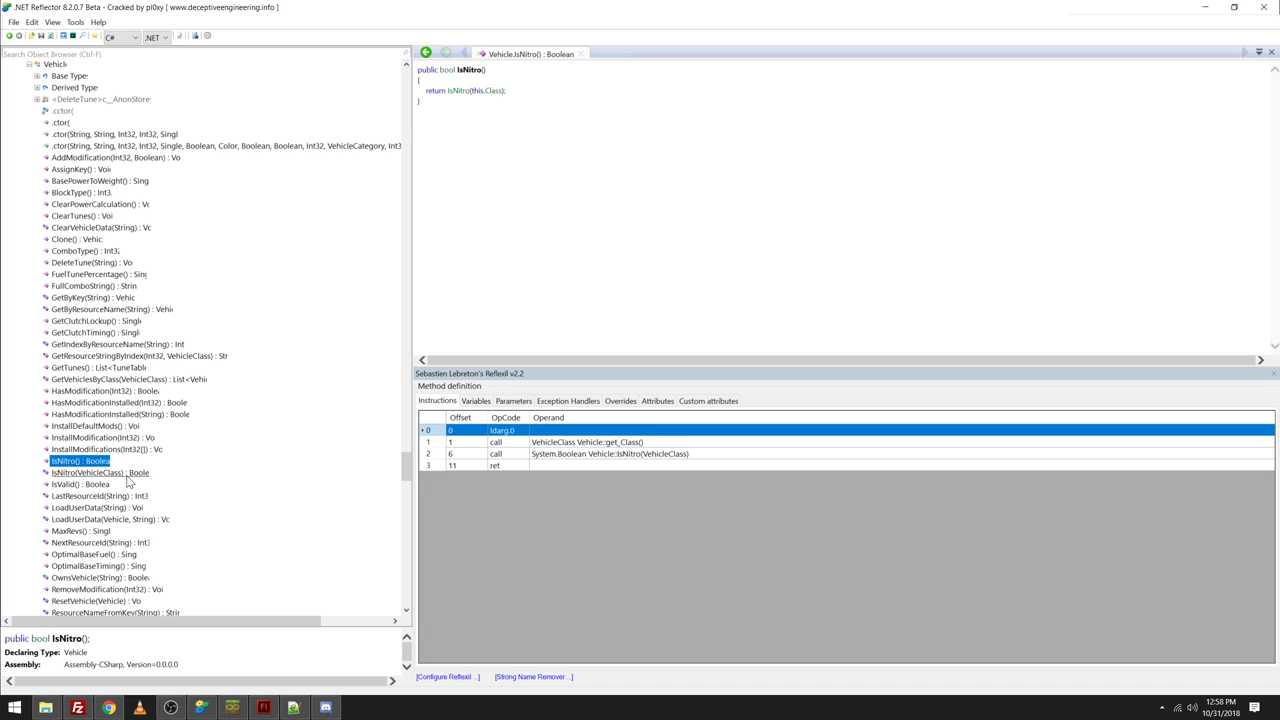 .NET Reflector 8.2.0.7 Beta - Cracked by pl0xy [ www.deceptiveengineering.info ]
File Edit View Tools Help
C# .NET
Search Object Browser (Ctrl-F)
Vehicle.IsNitro() : Boolean
Vehicle
Base Type:
Derived Type:
<DeleteTune>c__AnonStore
.cctor(
.ctor(
.ctor(String, String, Int32, Int32, Singl
.ctor(String, String, Int32, Int32, Single, Boolean, Color, Boolean, Boolean, Int32, VehicleCategory, Int3
AddModification(Int32, Boolean) : Vo
AssignKey() : Voi
BasePowerToWeight() : Sing
BlockType() : Int3
ClearPowerCalculation() : Vo
ClearTunes() : Voi
ClearVehicleData(String) : Vo
Clone() : Vehic
ComboType() : Int3
DeleteTune(String) : Vo
FuelTunePercentage() : Sing
FullComboString() : Strin
GetByKey(String) : Vehic
GetByResourceName(String) : Vehi
GetClutchLockup() : Singl
GetClutchTiming() : Singl
GetIndexByResourceName(String) : Int
GetResourceStringByIndex(Int32, VehicleClass) : Str
GetTunes() : List<TuneTabl
GetVehiclesByClass(VehicleClass) : List<Vehi
HasModification(Int32) : Boolea
HasModificationInstalled(Int32) : Boole
HasModificationInstalled(String) : Boole
InstallDefaultMods() : Voi
InstallModification(Int32) : Vo
InstallModifications(Int32[]) : Vo
IsNitro() : Boolea
IsNitro(VehicleClass) : Boole
IsValid() : Boolea
LastResourceId(String) : Int3
LoadUserData(String) : Voi
LoadUserData(Vehicle, String) : Vo
MaxRevs() : Singl
NextResourceId(String) : Int3
OptimalBaseFuel() : Sing
OptimalBaseTiming() : Sing
OwnsVehicle(String) : Boolea
RemoveModification(Int32) : Voi
ResetVehicle(Vehicle) : Vo
ResourceNameFromKey(String) : Strin
public bool IsNitro()
{
return IsNitro(this.Class);
}
Sebastien Lebreton's Reflexil v2.2
Method definition
Instructions Variables Parameters Exception Handlers Overrides Attributes Custom attributes
Offset OpCode Operand
0 0 ldarg.0
1 1 call VehicleClass Vehicle::get_Class()
2 6 call System.Boolean Vehicle::IsNitro(VehicleClass)
3 11 ret
public bool IsNitro();
Declaring Type: Vehicle
Assembly: Assembly-CSharp, Version=0.0.0.0
[Configure Reflexil ...] [Strong Name Remover ...]
12:58 PM
10/31/2018